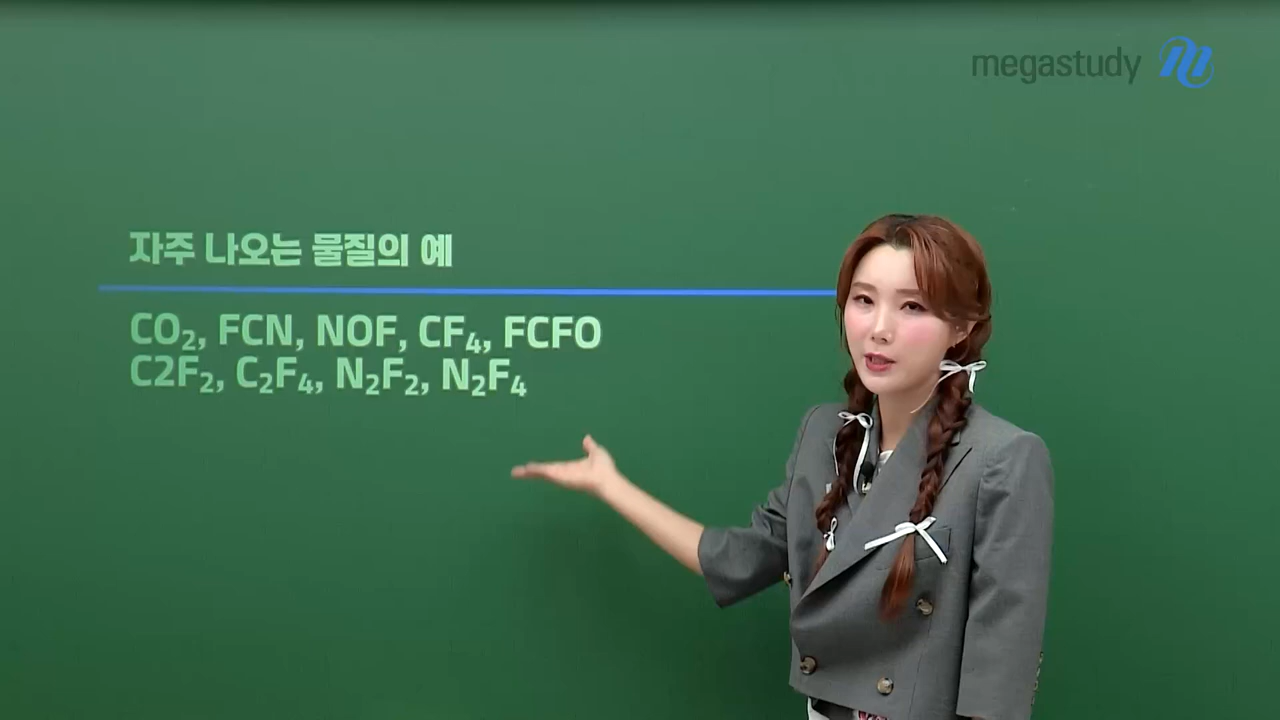 megastudy
자주 나오는 물질의 예
CO₂, FCN, NOF, CF₄, FCFO
C2F₂, C₂F₄, N₂F₂, N₂F₄